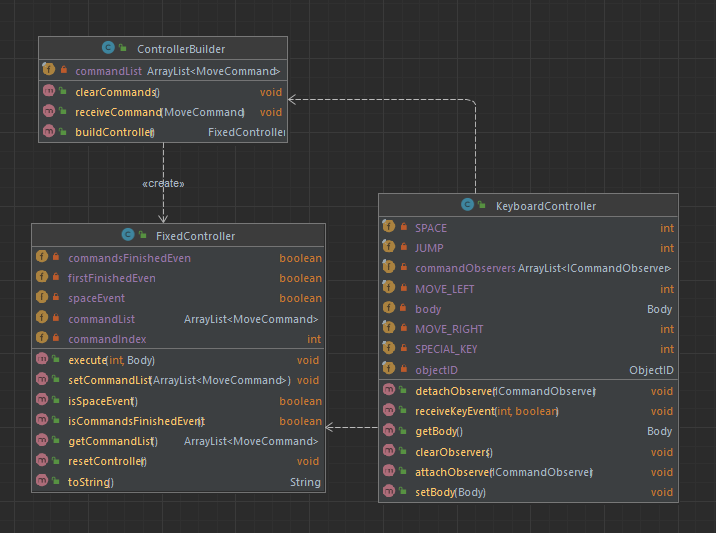 ControllerBuilder
commandList ArrayList<MoveCommand>
clearCommands() void
receiveCommand(MoveCommand) void
buildController() FixedController
«create»
FixedController
commandsFinishedEven boolean
firstFinishedEven boolean
spaceEvent boolean
commandList ArrayList<MoveCommand>
commandIndex int
execute(int, Body) void
setCommandList(ArrayList<MoveCommand>) void
isSpaceEvent() boolean
isCommandsFinishedEvent() boolean
getCommandList() ArrayList<MoveCommand>
resetController() void
toString() String
KeyboardController
SPACE int
JUMP int
commandObservers ArrayList<ICommandObserver>
MOVE_LEFT int
body Body
MOVE_RIGHT int
SPECIAL_KEY int
objectID ObjectID
detachObserver(ICommandObserver) void
receiveKeyEvent(int, boolean) void
getBody() Body
clearObservers() void
attachObserver(ICommandObserver) void
setBody(Body) void